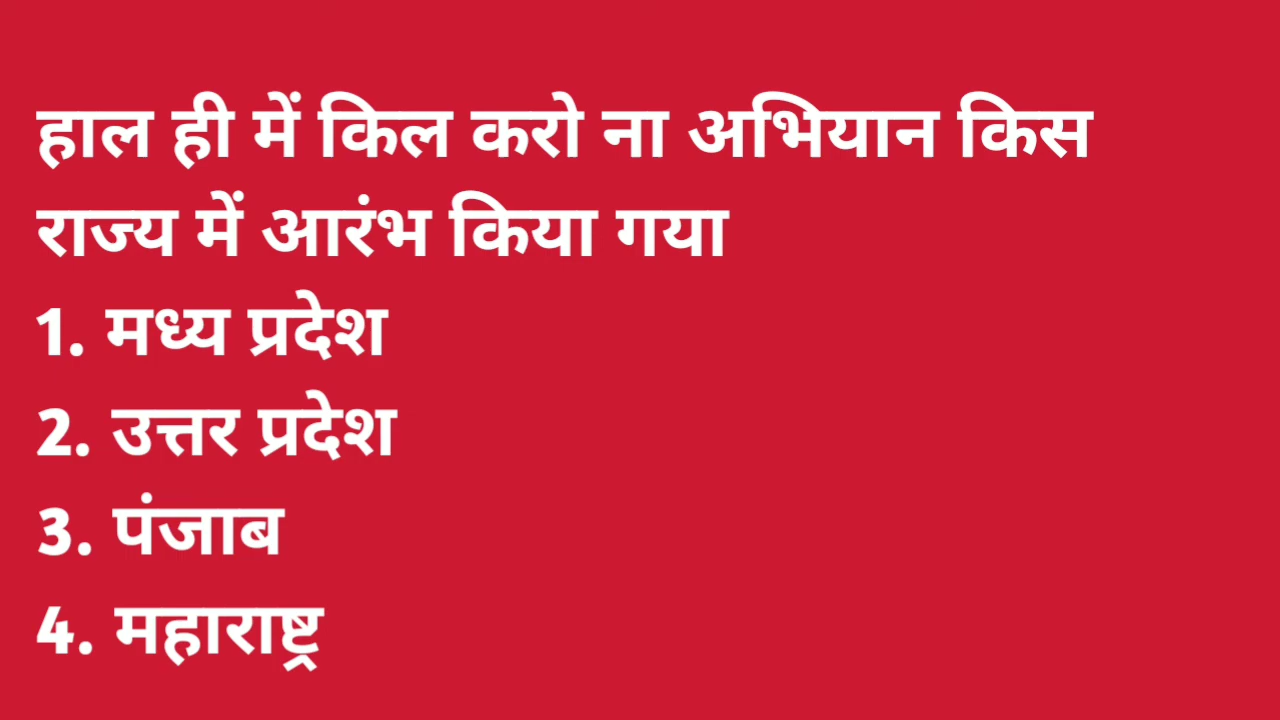 हाल ही में किल करो ना अभियान किस
राज्य में आरंभ किया गया
1. मध्य प्रदेश
2. उत्तर प्रदेश
3. पंजाब
4. महाराष्ट्र